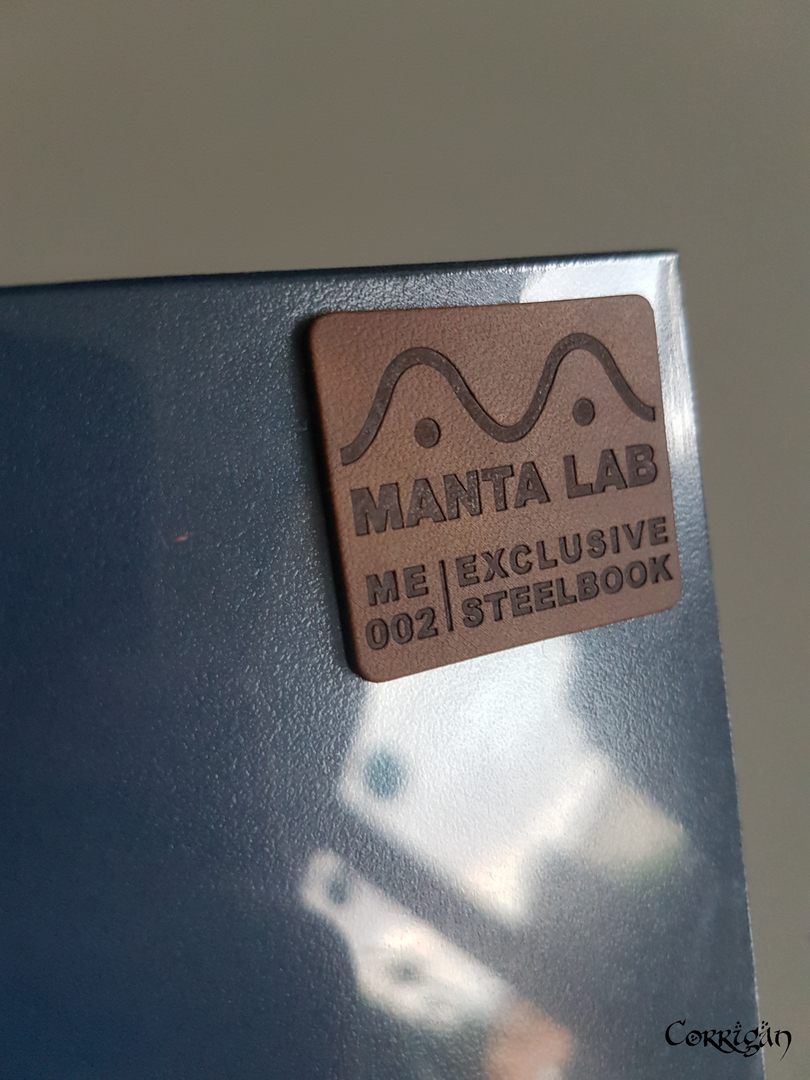 MANTA LAB
ME | EXCLUSIVE
002 | STEELBOOK
Corrigan